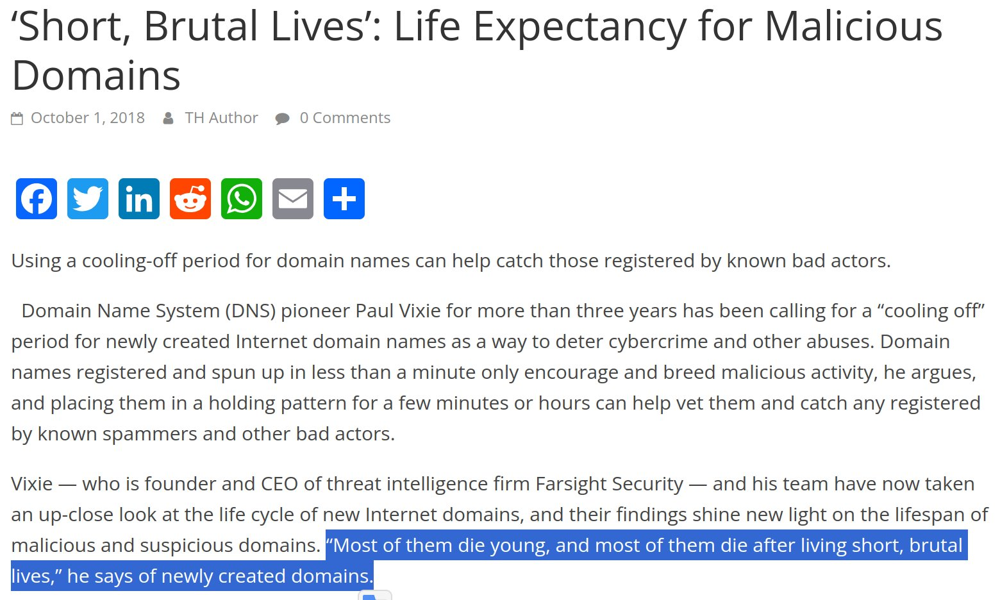 ‘Short, Brutal Lives’: Life Expectancy for Malicious
Domains
October 1, 2018 TH Author 0 Comments
Using a cooling-off period for domain names can help catch those registered by known bad actors.
Domain Name System (DNS) pioneer Paul Vixie for more than three years has been calling for a “cooling off”
period for newly created Internet domain names as a way to deter cybercrime and other abuses. Domain
names registered and spun up in less than a minute only encourage and breed malicious activity, he argues,
and placing them in a holding pattern for a few minutes or hours can help vet them and catch any registered
by known spammers and other bad actors.
Vixie — who is founder and CEO of threat intelligence firm Farsight Security — and his team have now taken
an up-close look at the life cycle of new Internet domains, and their findings shine new light on the lifespan of
malicious and suspicious domains. “Most of them die young, and most of them die after living short, brutal
lives,” he says of newly created domains.